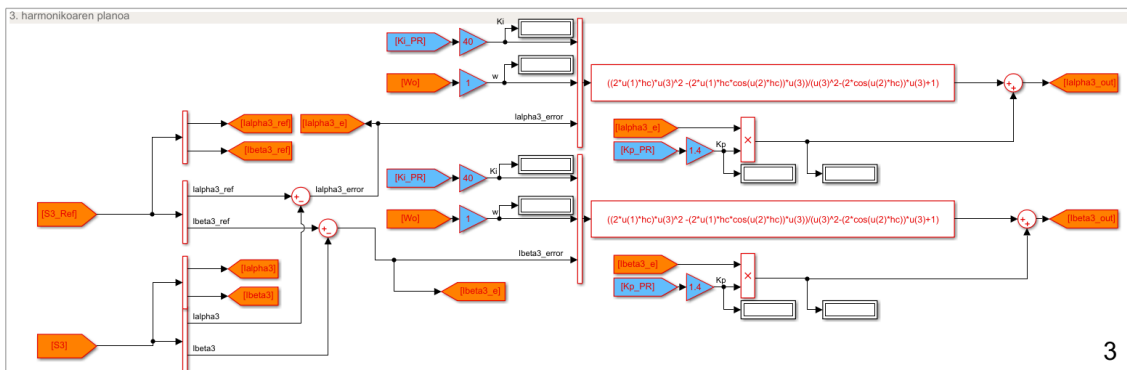 3. harmonikoaren planoa
Ki
[Ki_PR]
40
w
[Wo]
1
((2*u(1)*hc)*u(3)^2 -(2*u(1)*hc*cos(u(2)*hc))*u(3))/(u(3)^2-(2*cos(u(2)*hc))*u(3)+1)
[Ialpha3_out]
[Ialpha3_ref]
[Ialpha3_e]
Ialpha3_error
[Ialpha3_e]
[Ibeta3_ref]
[Kp_PR]
1.4
Kp
[Ki_PR]
40
Ki
Ialpha3_ref
Ialpha3_error
[S3_Ref]
Ibeta3_ref
w
[Wo]
1
((2*u(1)*hc)*u(3)^2 -(2*u(1)*hc*cos(u(2)*hc))*u(3))/(u(3)^2-(2*cos(u(2)*hc))*u(3)+1)
[Ibeta3_out]
Ibeta3_error
[Ialpha3]
[Ibeta3_e]
[Ibeta3]
[Ibeta3_e]
[Kp_PR]
1.4
Kp
Ialpha3
[S3]
Ibeta3
3